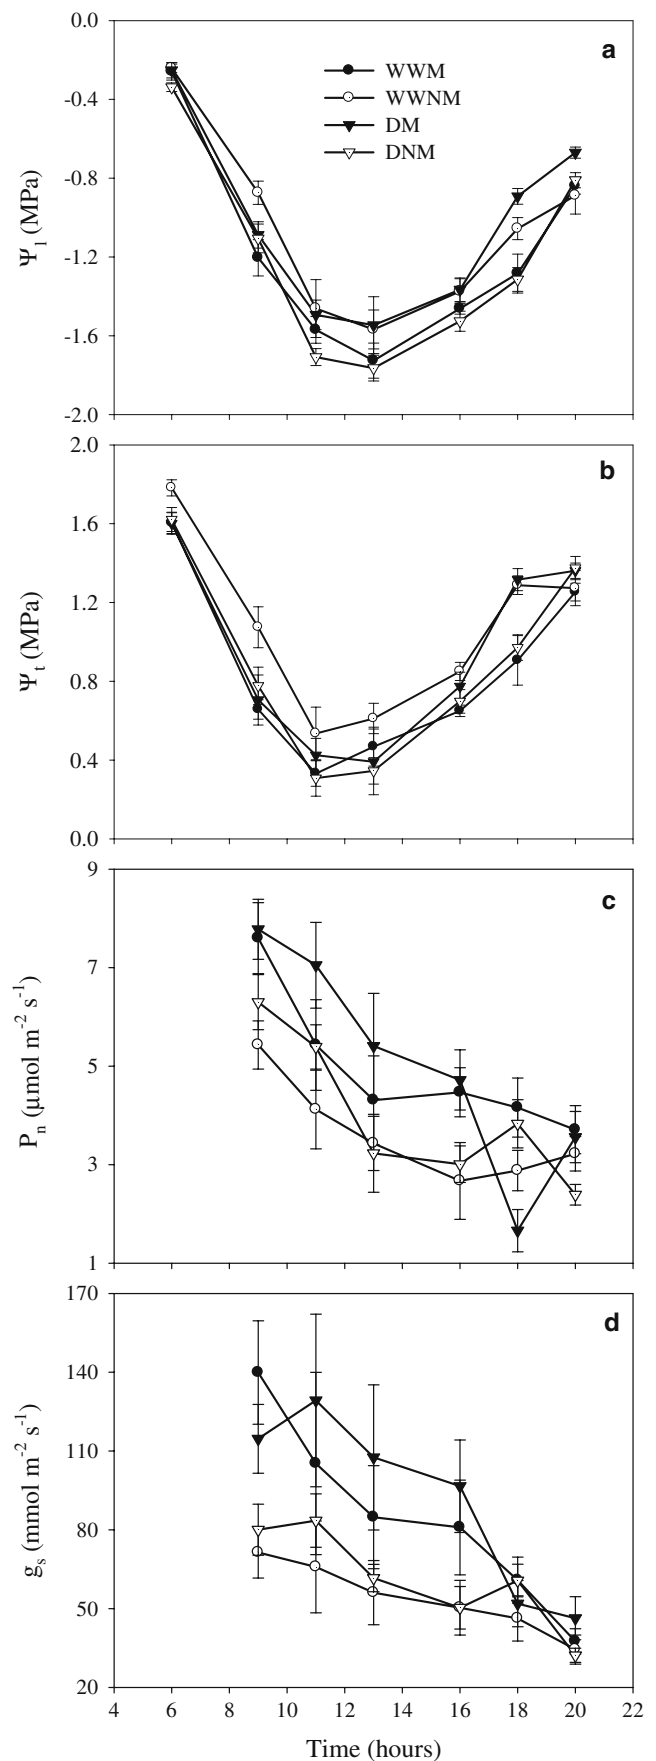 0.0
a
WWM
WWNM
DM
DNM
-0.4
-0.8
-1.2
-1.6
-2.0
Ψl (MPa)
2.0
b
1.6
1.2
0.8
0.4
0.0
Ψt (MPa)
9
c
7
5
3
1
Pn (μmol m-2 s-1)
170
d
140
110
80
50
20
gs (mmol m-2 s-1)
4 6 8 10 12 14 16 18 20 22
Time (hours)